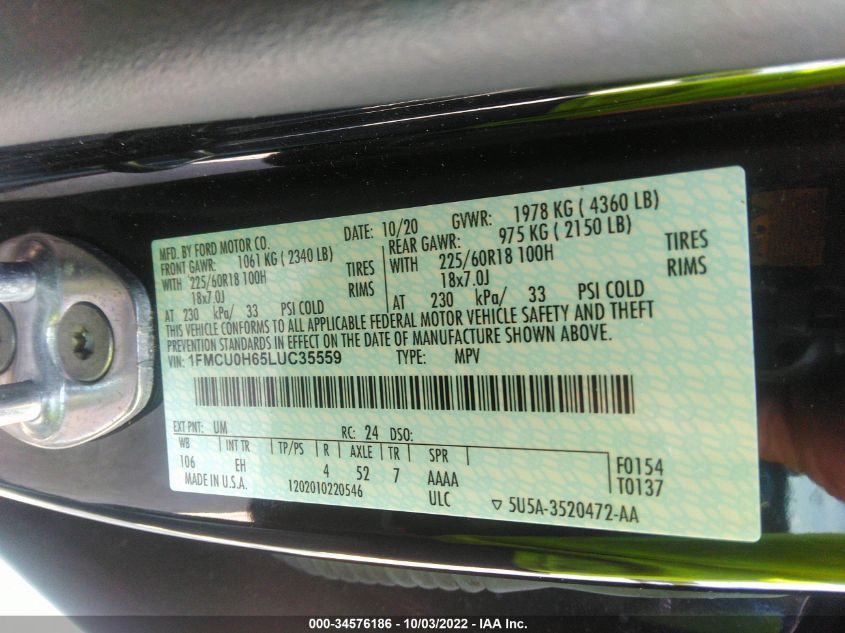 MFD. BY FORD MOTOR CO. DATE: 10/20 GVWR: 1978 KG ( 4360 LB)
FRONT GAWR: 1061 KG ( 2340 LB) REAR GAWR: 975 KG ( 2150 LB)
WITH 225/60R18 100H TIRES WITH 225/60R18 100H TIRES
18x7.0J RIMS 18x7.0J RIMS
AT 230 kPa/ 33 PSI COLD AT 230 kPa/ 33 PSI COLD
THIS VEHICLE CONFORMS TO ALL APPLICABLE FEDERAL MOTOR VEHICLE SAFETY AND THEFT
PREVENTION STANDARDS IN EFFECT ON THE DATE OF MANUFACTURE SHOWN ABOVE.
VIN: 1FMCU0H65LUC35559 TYPE: MPV
EXT PNT: UM RC: 24 DSO:
WB INT TR TP/PS R AXLE TR SPR
106 EH 4 52 7 AAAA F0154
T0137
MADE IN U.S.A. 1202010220546 ULC ▽ 5U5A-3520472-AA
000-34576186 - 10/03/2022 - IAA Inc.